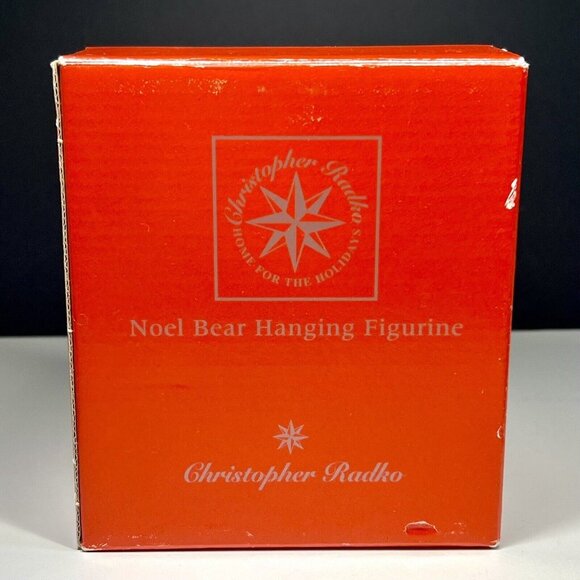 Christopher Radko
HOME FOR THE HOLIDAYS
Noel Bear Hanging Figurine
Christopher Radko